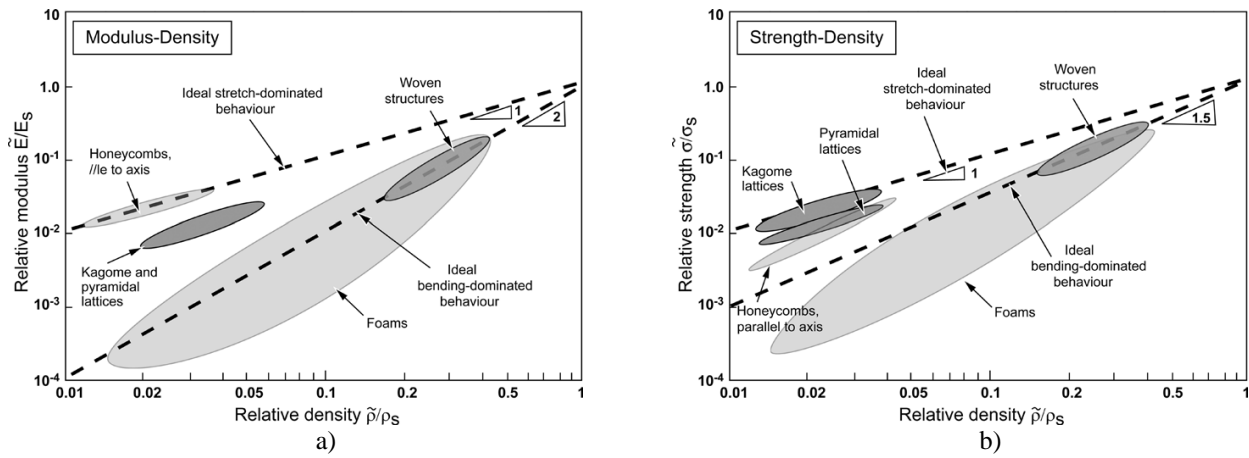 Modulus-Density
10
1.0
10⁻¹
10⁻²
10⁻³
10⁻⁴
Relative modulus Ẽ/Eₛ
Ideal stretch-dominated
behaviour
Woven
structures
1
2
Honeycombs,
//le to axis
Kagome and
pyramidal
lattices
Ideal
bending-dominated
behaviour
Foams
0.01 0.02 0.05 0.1 0.2 0.5 1
Relative density ρ̃/ρₛ
a)
Strength-Density
10
1.0
10⁻¹
10⁻²
10⁻³
10⁻⁴
Relative strength σ̃/σₛ
Ideal
stretch-dominated
behaviour
Woven
structures
1.5
Pyramidal
lattices
1
Kagome
lattices
Ideal
bending-dominated
behaviour
Honeycombs,
parallel to axis
Foams
0.01 0.02 0.05 0.1 0.2 0.5 1
Relative density ρ̃/ρₛ
b)